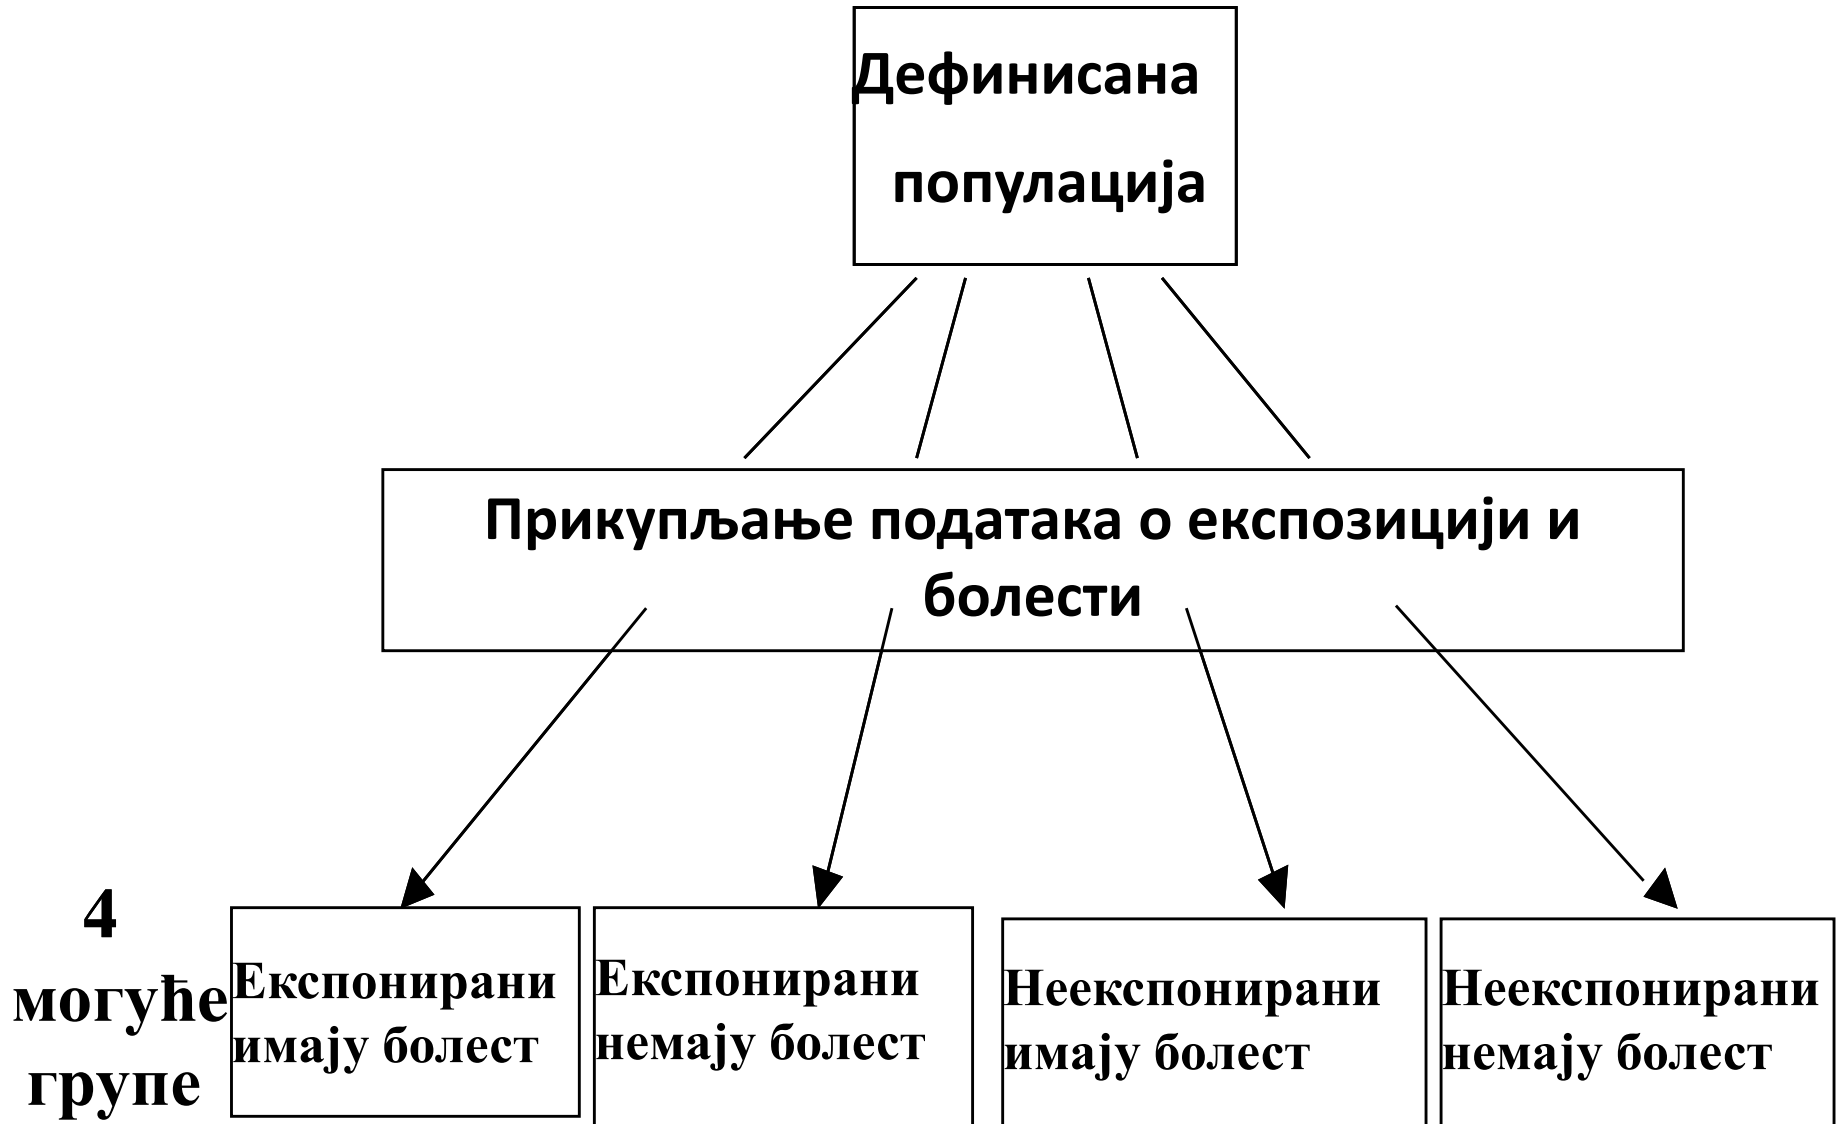 Дефинисана
популација
Прикупљање података о експозицији и
болести
4
могуће
групе
Експонирани
имају болест
Експонирани
немају болест
Неекспонирани
имају болест
Неекспонирани
немају болест